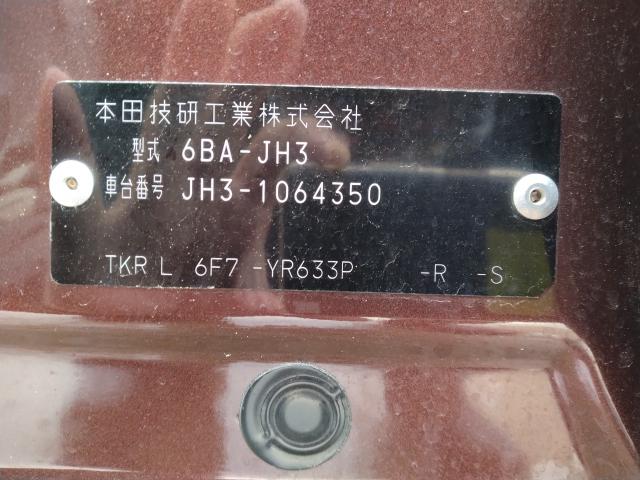 本田技研工業株式会社
型式 6BA-JH3
車台番号 JH3-1064350
TKR L 6F7 -YR633P -R -S